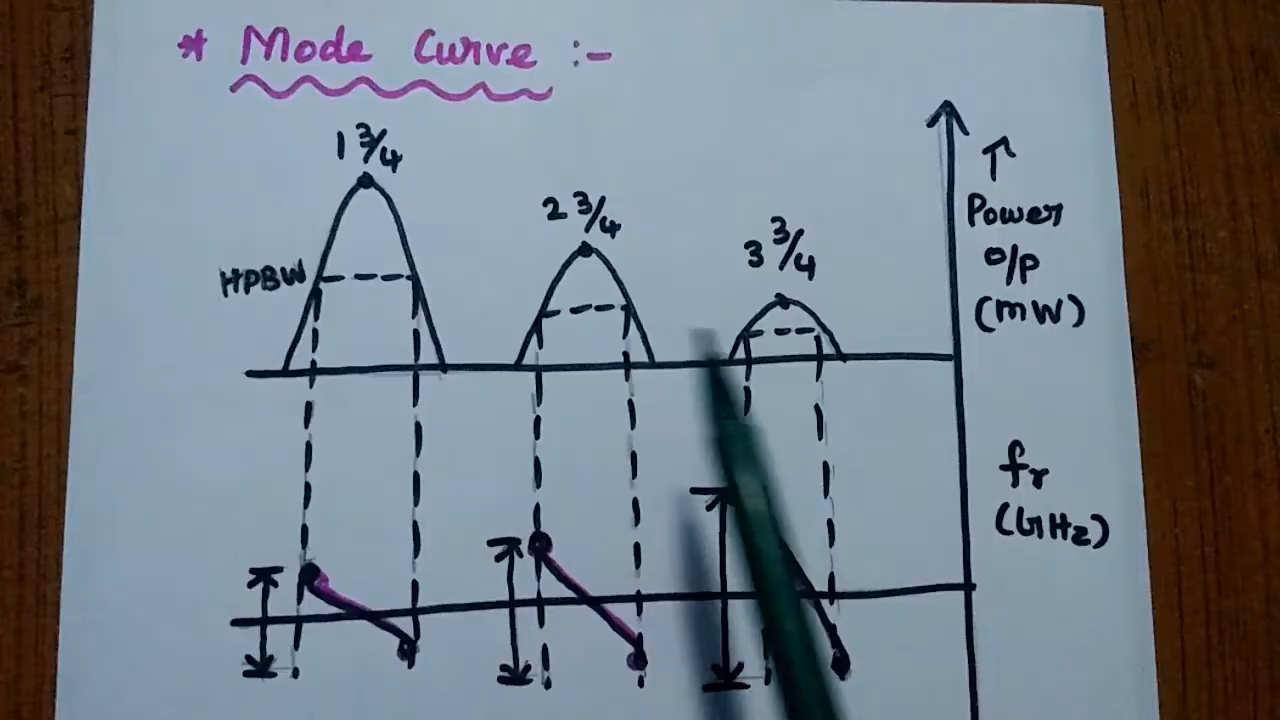 * Mode Curve :-
1 3/4
2 3/4
3 3/4
HPBW
↑
Power
O/P
(mW)
fr
(GHz)